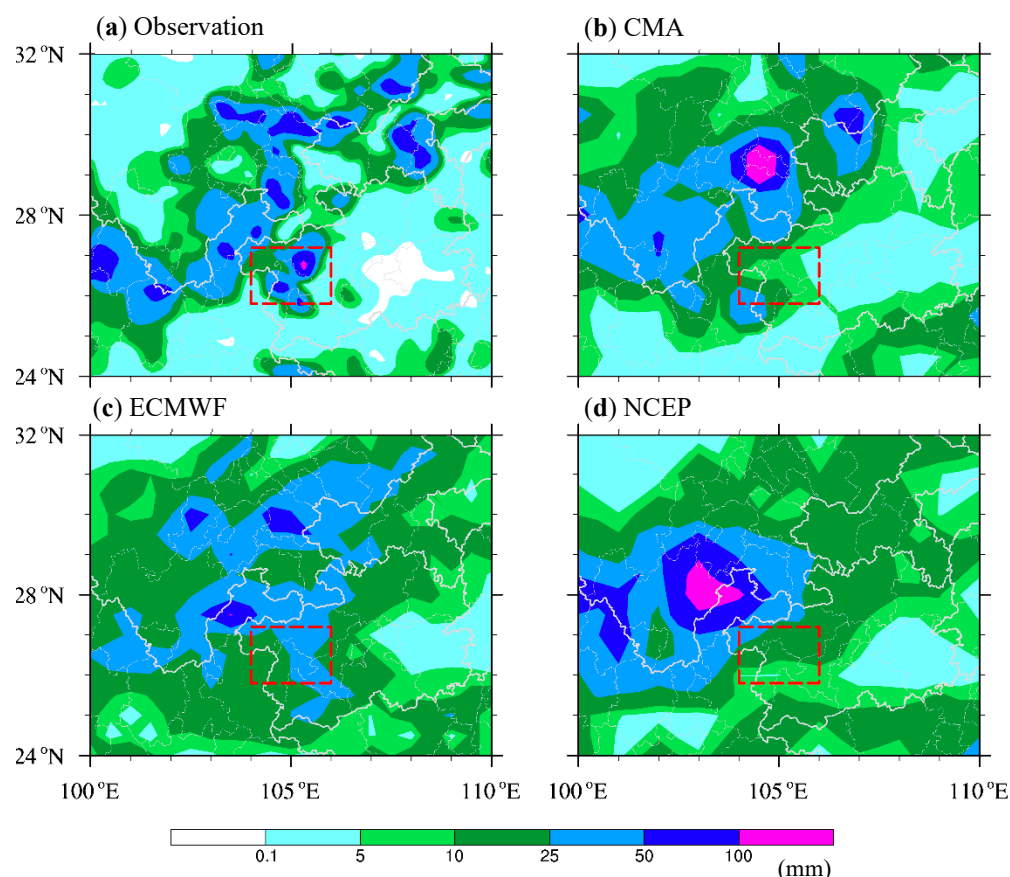 (a) Observation
(b) CMA
32 °N
28 °N
24 °N
32 °N
28 °N
24 °N
(c) ECMWF
(d) NCEP
32 °N
28 °N
24 °N
32 °N
28 °N
24 °N
100 °E
105 °E
110 °E
100 °E
105 °E
110 °E
0.1 5 10 25 50 100
(mm)